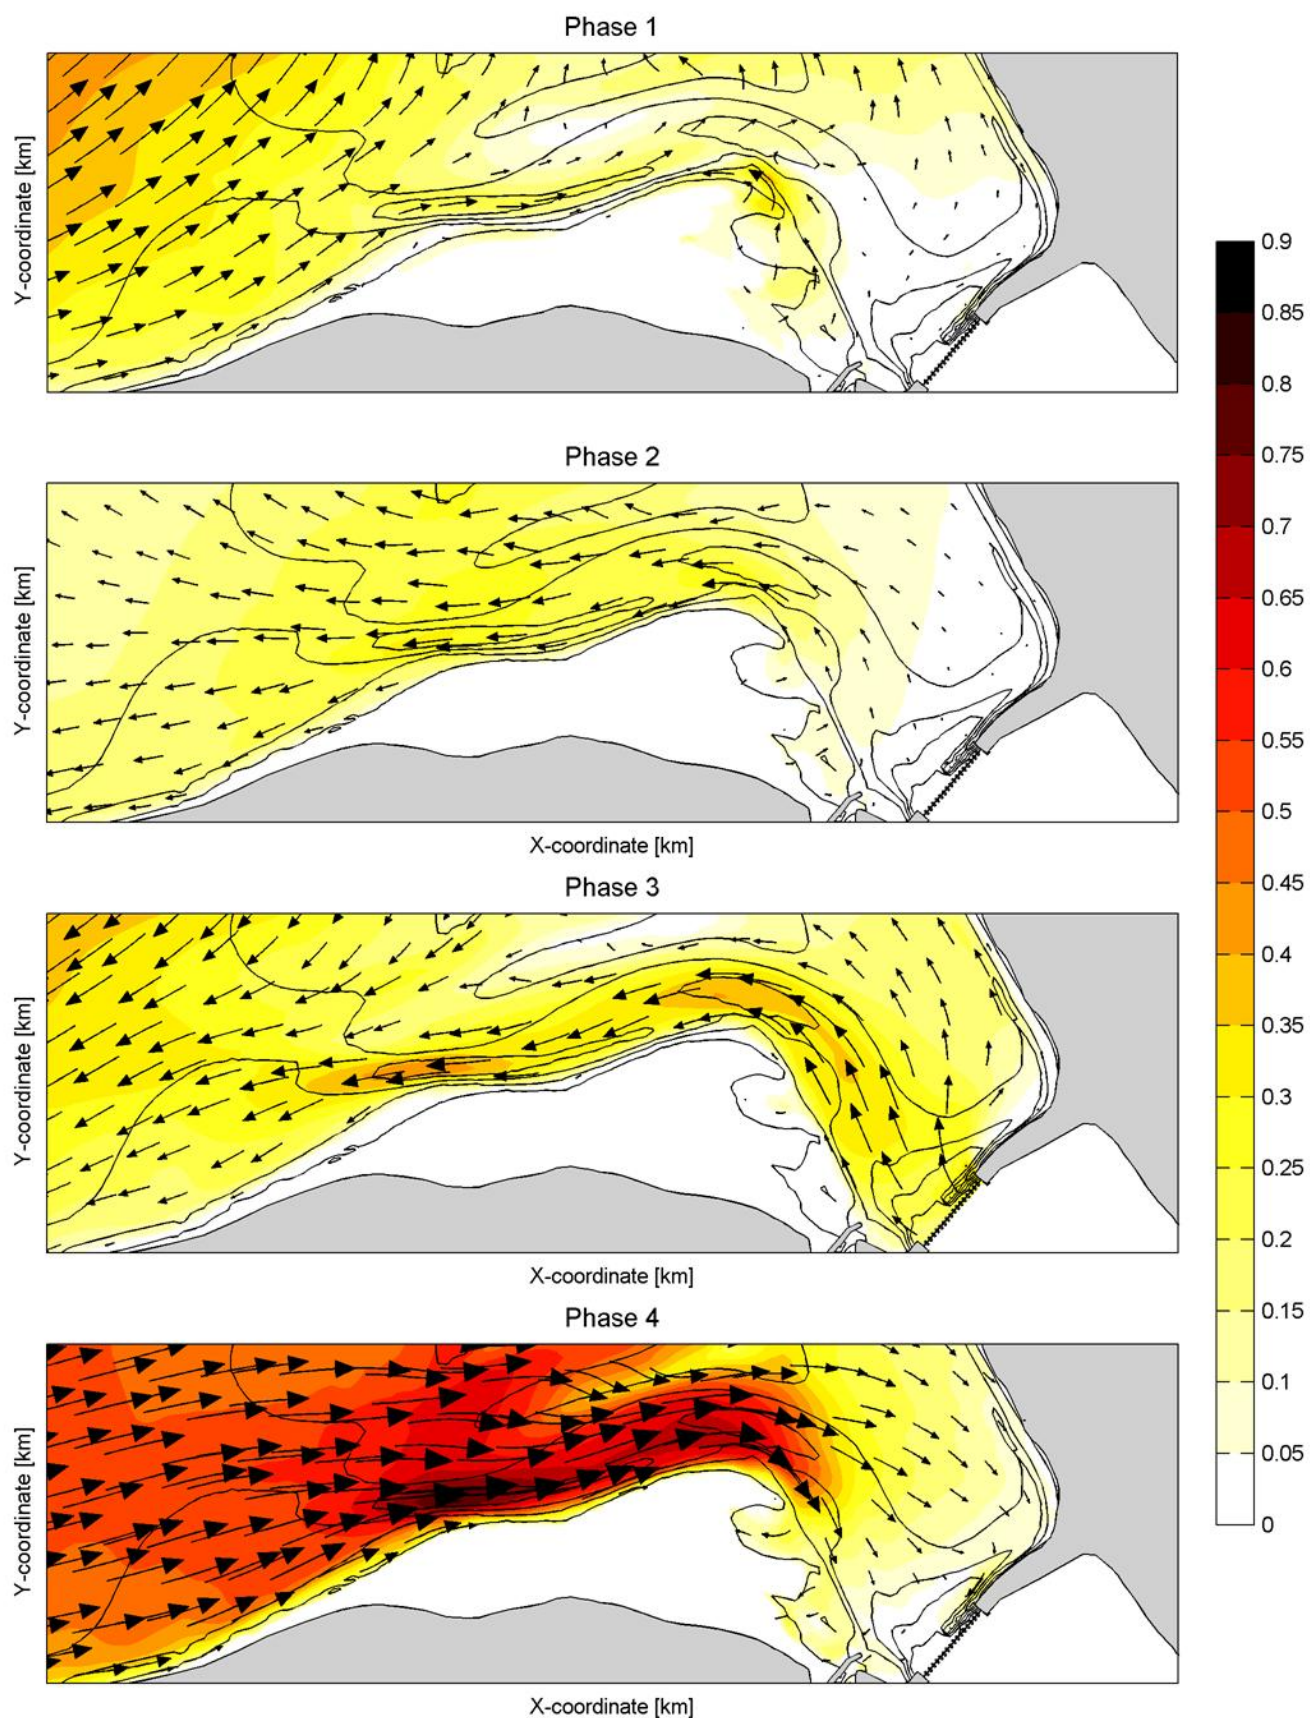 Phase 1
Y-coordinate [km]
Phase 2
Y-coordinate [km]
X-coordinate [km]
Phase 3
Y-coordinate [km]
X-coordinate [km]
Phase 4
Y-coordinate [km]
X-coordinate [km]
0.9
0.85
0.8
0.75
0.7
0.65
0.6
0.55
0.5
0.45
0.4
0.35
0.3
0.25
0.2
0.15
0.1
0.05
0